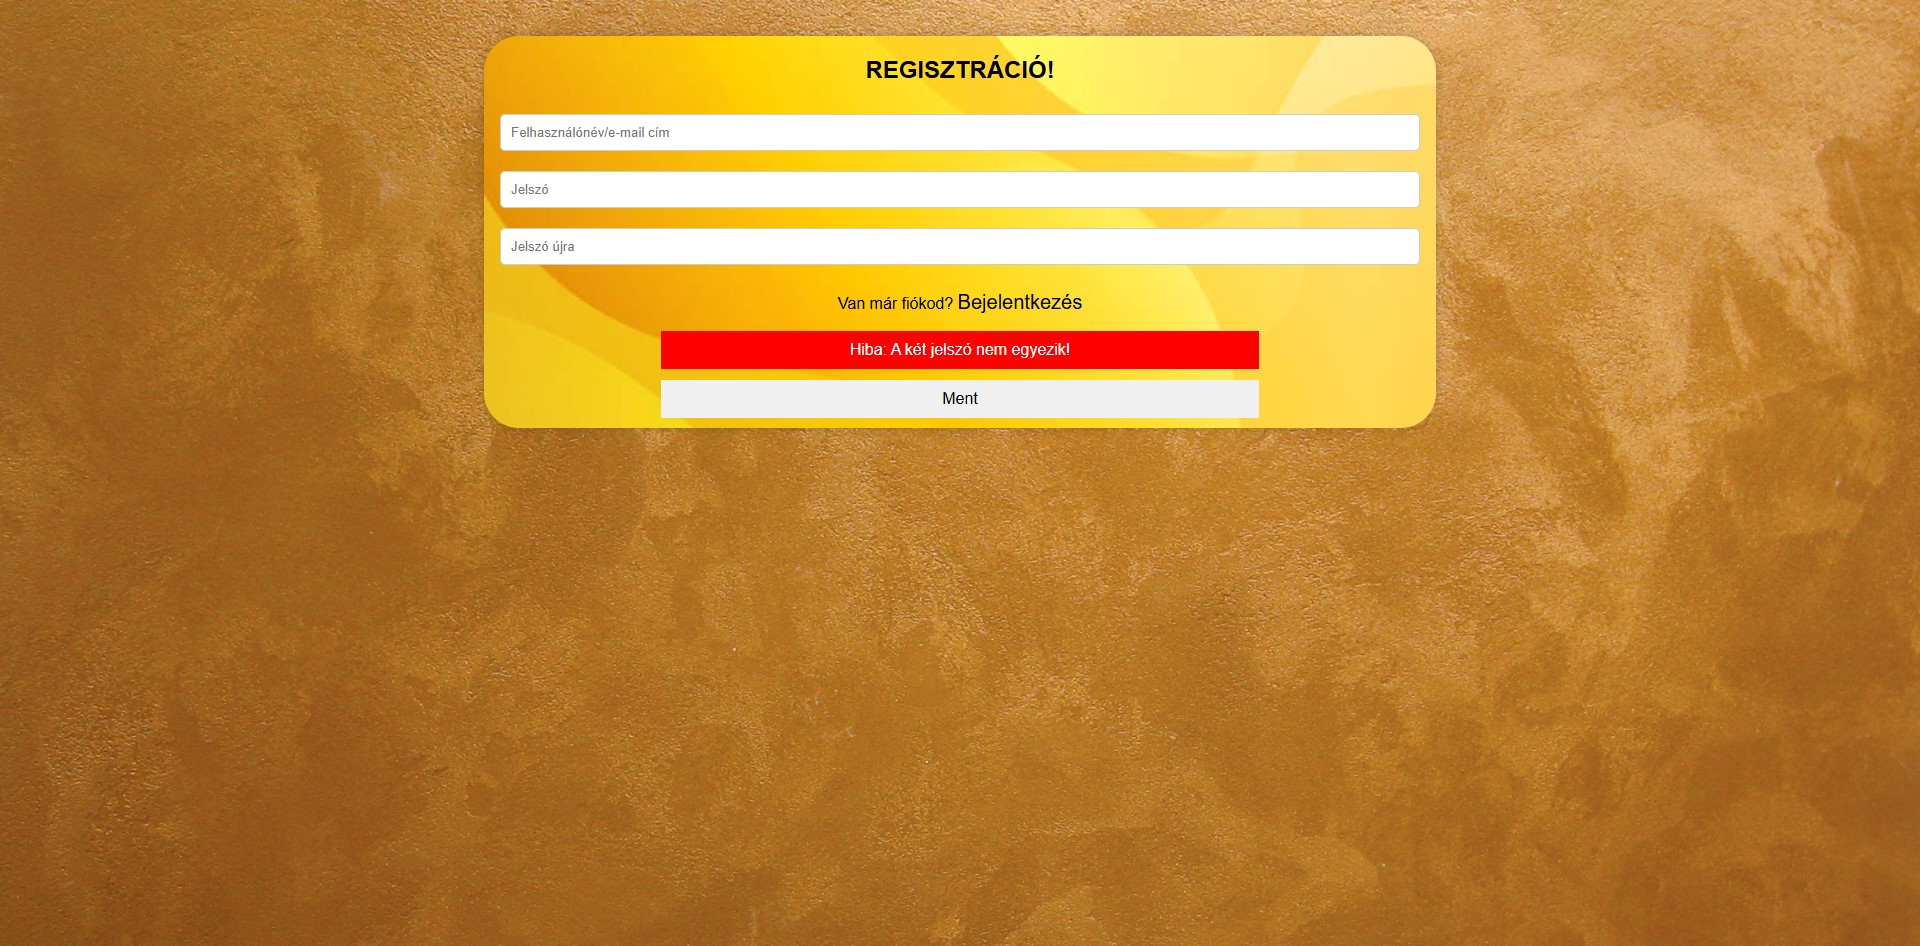 REGISZTRÁCIÓ!
Felhasználónév/e-mail cím
Jelszó
Jelszó újra
Van már fiókod? Bejelentkezés
Hiba: A két jelszó nem egyezik!
Ment